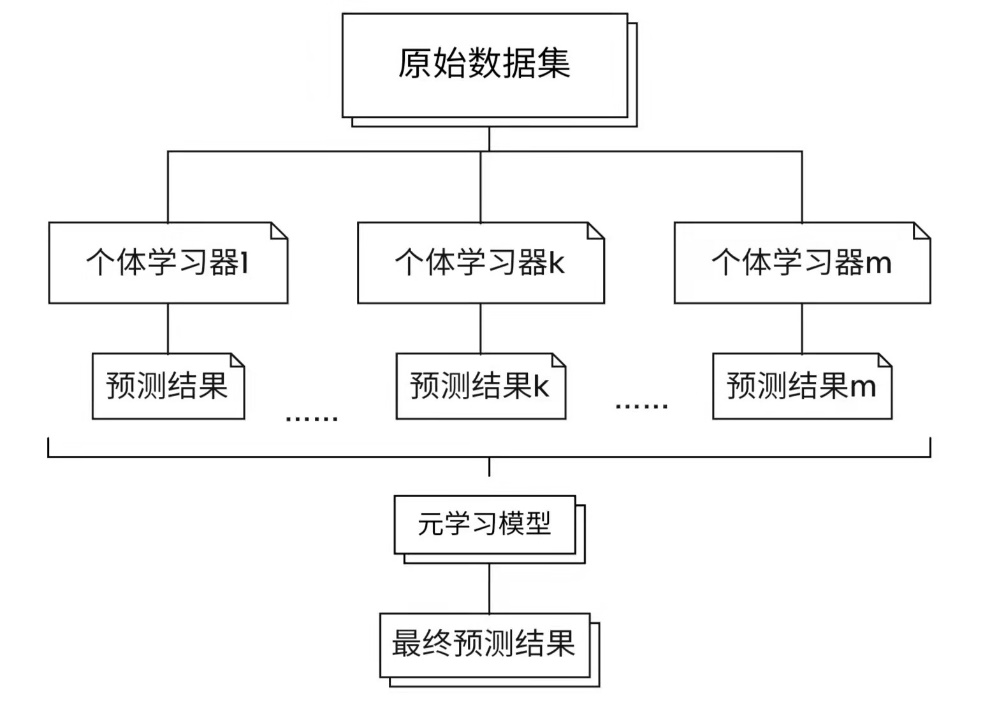 原始数据集
个体学习器1
个体学习器k
个体学习器m
预测结果
预测结果k
预测结果m
……
……
元学习模型
最终预测结果